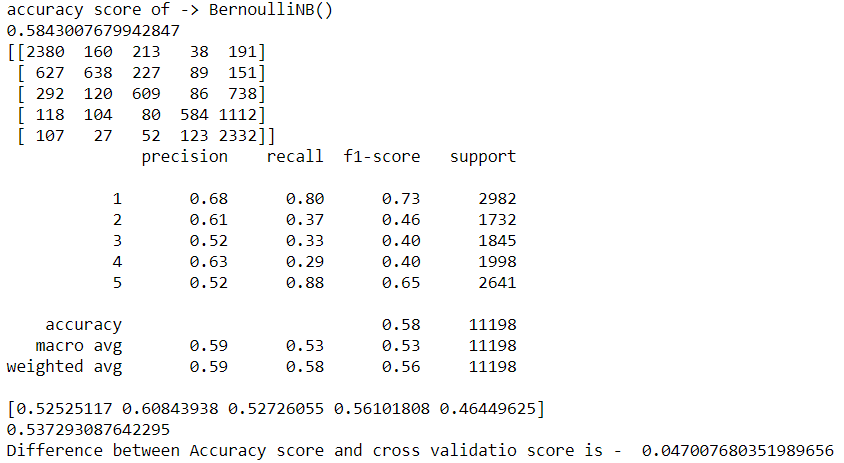 accuracy score of -> BernoulliNB()
0.5843007679942847
[[2380 160 213 38 191]
[ 627 638 227 89 151]
[ 292 120 609 86 738]
[ 118 104 80 584 1112]
[ 107 27 52 123 2332]]
precision recall f1-score support
1 0.68 0.80 0.73 2982
2 0.61 0.37 0.46 1732
3 0.52 0.33 0.40 1845
4 0.63 0.29 0.40 1998
5 0.52 0.88 0.65 2641
accuracy 0.58 11198
macro avg 0.59 0.53 0.53 11198
weighted avg 0.59 0.58 0.56 11198
[0.52525117 0.60843938 0.52726055 0.56101808 0.46449625]
0.537293087642295
Difference between Accuracy score and cross validatio score is - 0.047007680351989656